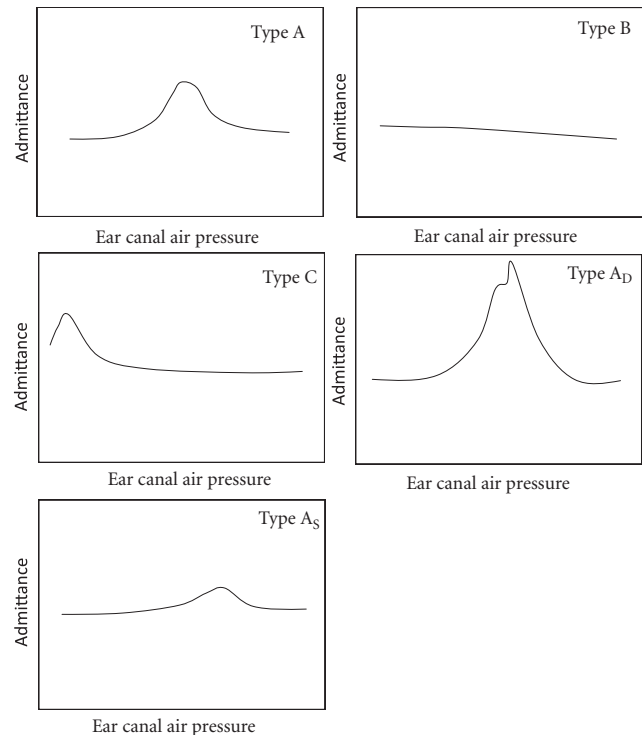 Type A
Admittance
Ear canal air pressure
Type B
Admittance
Ear canal air pressure
Type C
Admittance
Ear canal air pressure
Type AD
Admittance
Ear canal air pressure
Type AS
Admittance
Ear canal air pressure